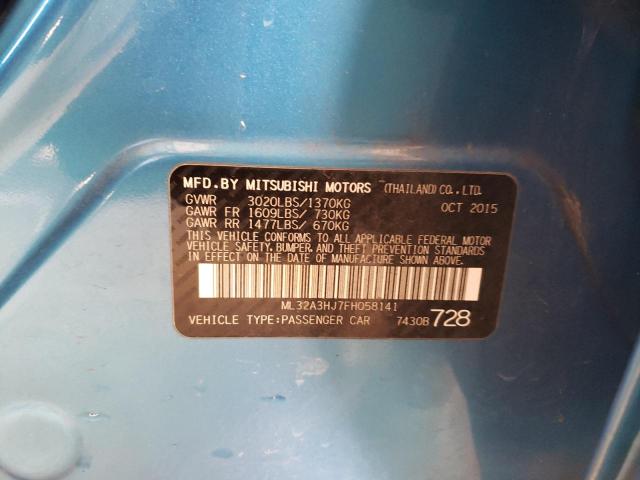 MFD.BY MITSUBISHI MOTORS (THAILAND) CO., LTD.
GVWR 3020LBS/1370KG OCT 2015
GAWR FR 1609LBS/ 730KG
GAWR RR 1477LBS/ 670KG
THIS VEHICLE CONFORMS TO ALL APPLICABLE FEDERAL MOTOR
VEHICLE SAFETY, BUMPER, AND THEFT PREVENTION STANDARDS
IN EFFECT ON THE DATE OF MANUFACTURE SHOWN ABOVE.
ML32A3HJ7FH058141
VEHICLE TYPE:PASSENGER CAR 7430B 728